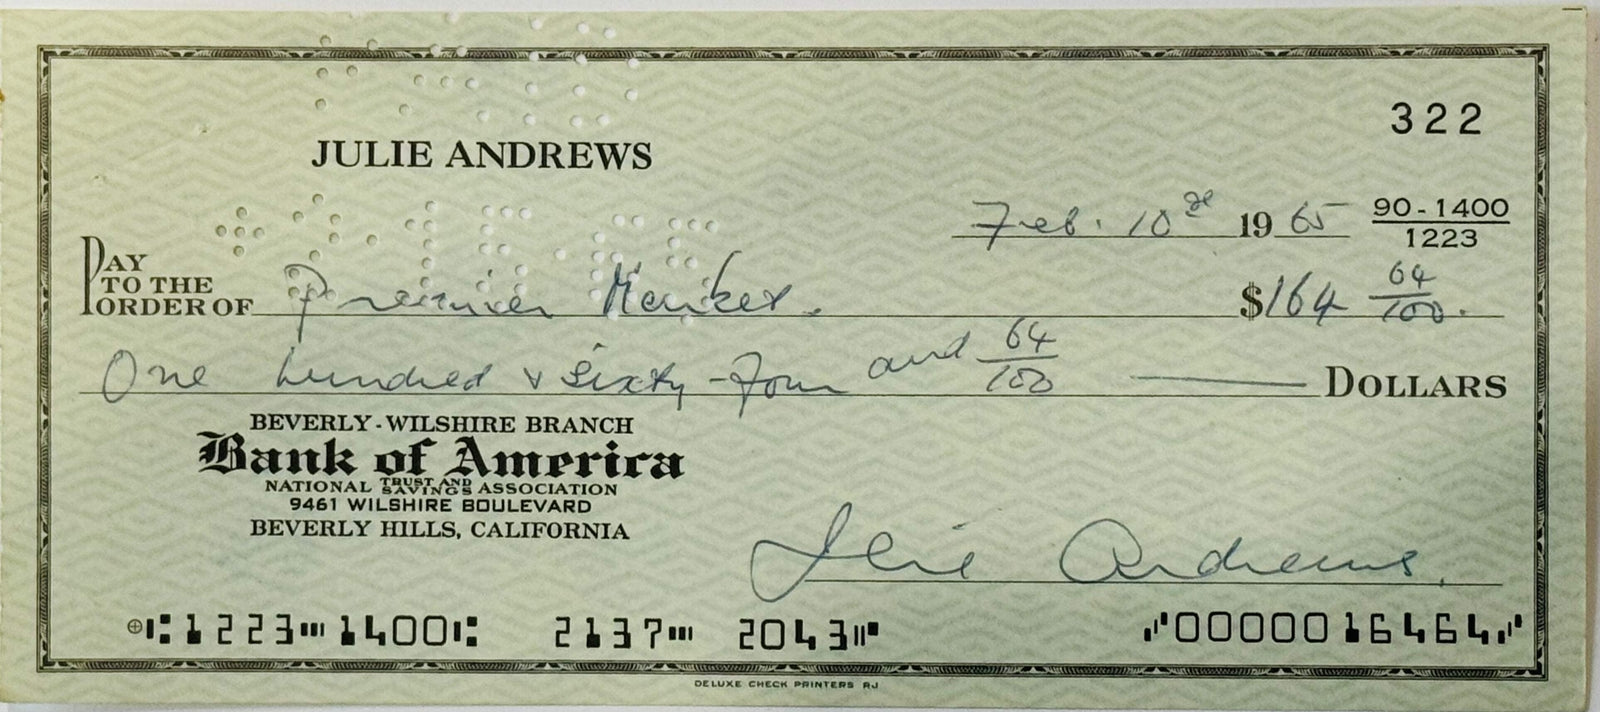 322
JULIE ANDREWS
Feb. 10th 1965 90-1400
1223
PAY TO THE ORDER OF Premier Market. $164 64/100.
One hundred & sixty-four and 64/100 DOLLARS
BEVERLY-WILSHIRE BRANCH
Bank of America
NATIONAL TRUST AND SAVINGS ASSOCIATION
9461 WILSHIRE BOULEVARD
BEVERLY HILLS, CALIFORNIA
Julie Andrews.
⑆1223⑉1400⑆ 2137⑉ 2043⑈ ⑇0000016464⑇
DELUXE CHECK PRINTERS RJ